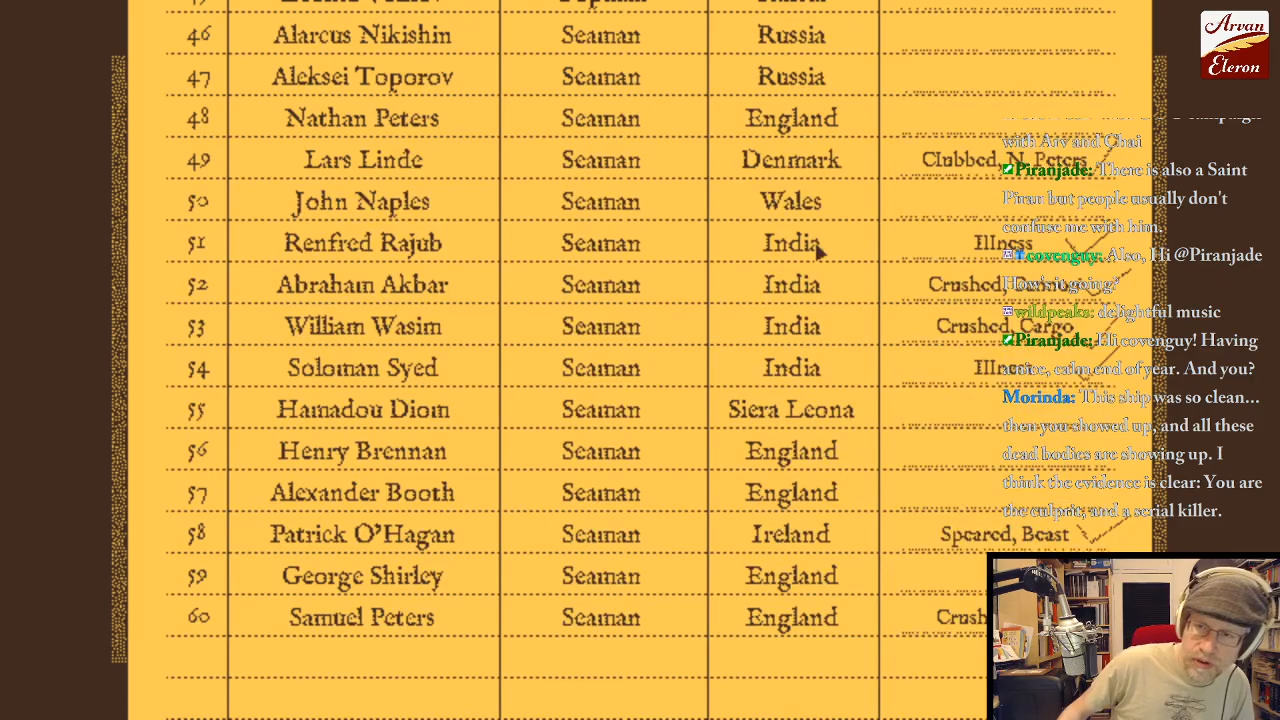 Arvan
Eleron
46 Alarcus Nikishin Seaman Russia
47 Aleksei Toporov Seaman Russia
48 Nathan Peters Seaman England
49 Lars Linde Seaman Denmark Clubbed, N. Peters
50 John Naples Seaman Wales
51 Renfred Rajub Seaman India Illness
52 Abraham Akbar Seaman India Crushed,
53 William Wasim Seaman India Crushed, Cargo
54 Soloman Syed Seaman India
55 Hamadou Diom Seaman Siera Leona
56 Henry Brennan Seaman England
57 Alexander Booth Seaman England
58 Patrick O'Hagan Seaman Ireland Speared, Beast
59 George Shirley Seaman England
60 Samuel Peters Seaman England
with Arv and Chai
Piranjade: There is also a Saint
Piran but people usually don't
confuse me with him.
covenguy: Also, Hi @Piranjade
How's it going?
wildpeaks: delightful music
Piranjade: Hi covenguy! Having
a nice, calm end of year. And you?
Morinda: This ship was so clean...
then you showed up, and all these
dead bodies are showing up. I
think the evidence is clear: You are
the culprit, and a serial killer.